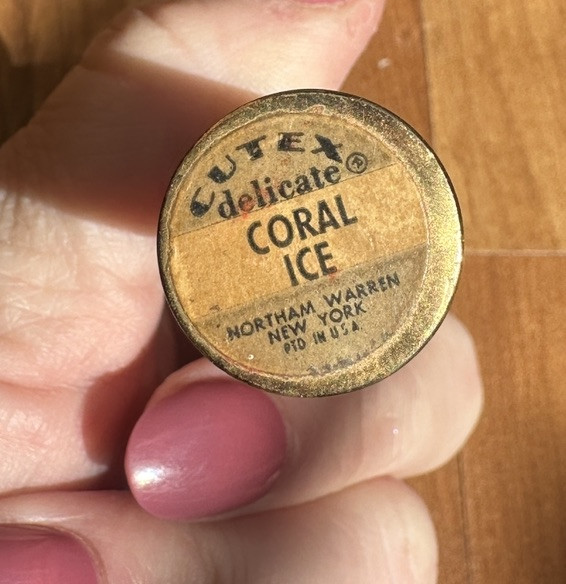 CUTEX®
delicate
CORAL
ICE
NORTHAM WARREN
NEW YORK
PTD IN U.S.A.